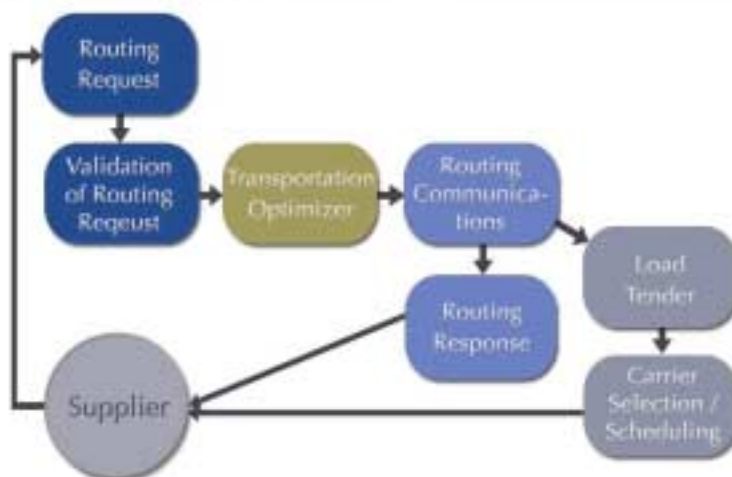 Routing
Request
Validation
of Routing
Reqeust
Transportation
Optimizer
Routing
Communica-
tions
Load
Tender
Routing
Response
Supplier
Carrier
Selection /
Scheduling